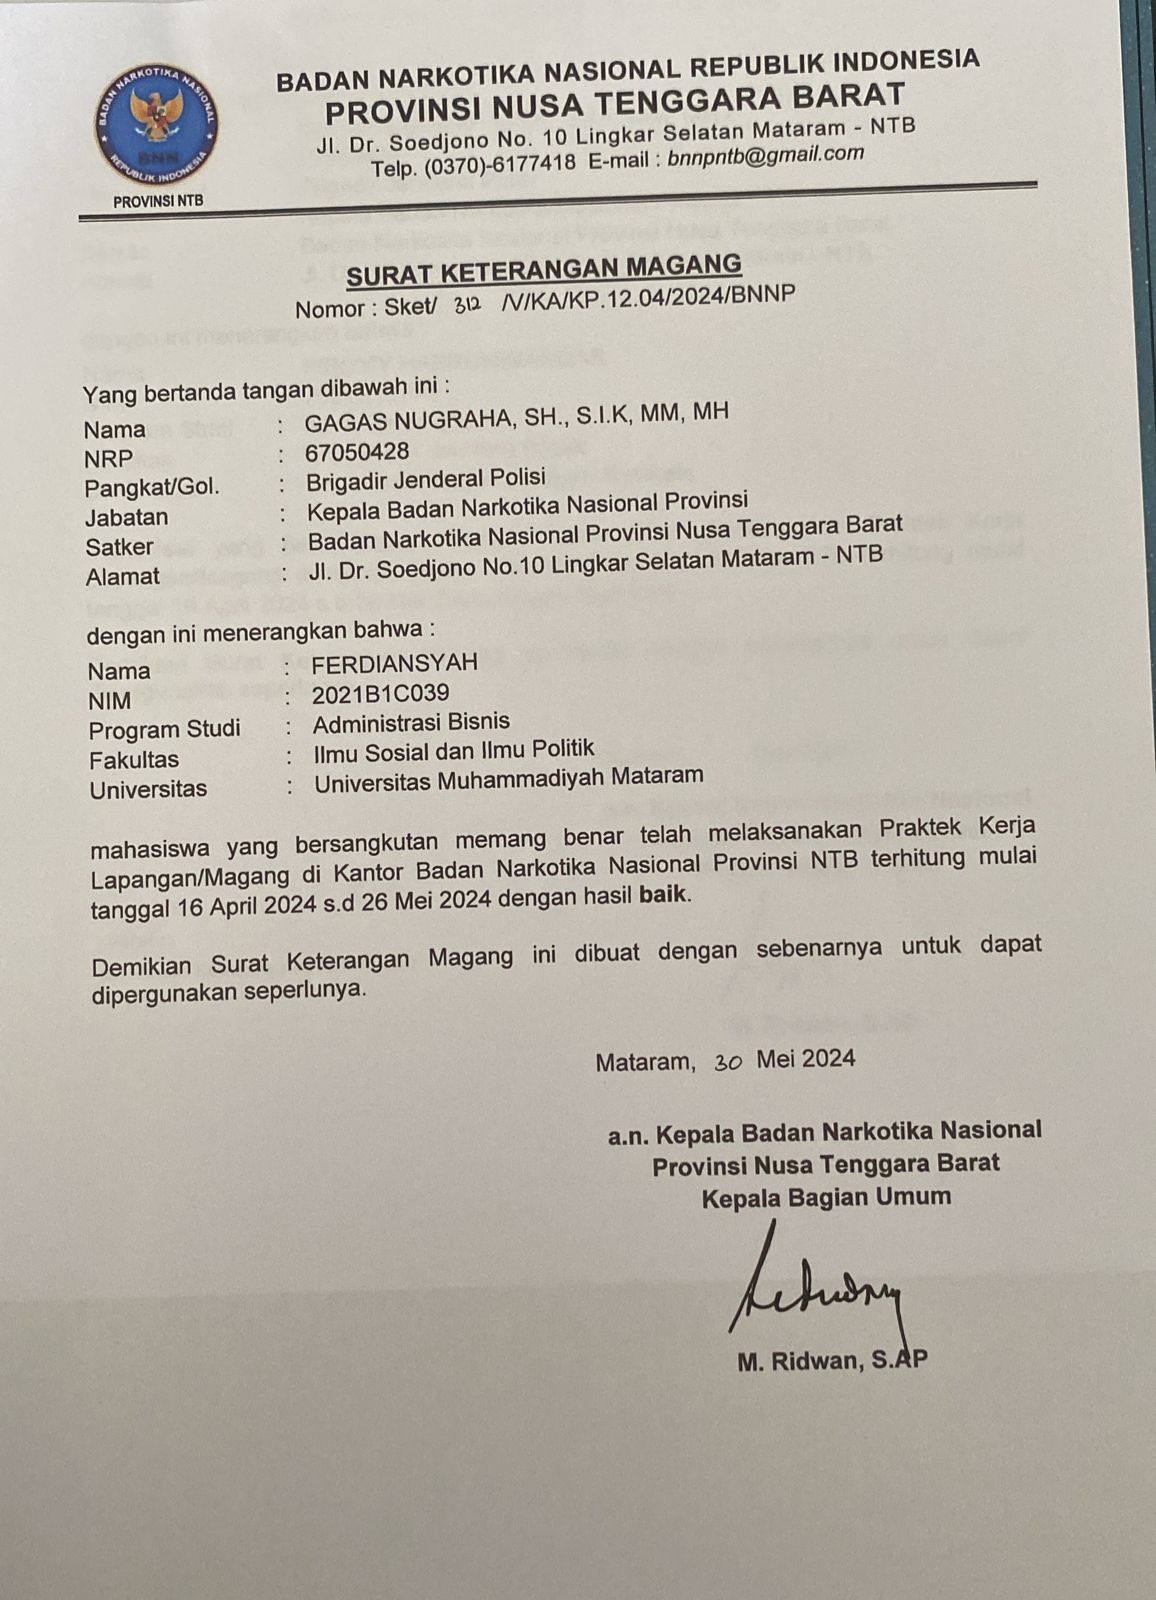 BADAN NARKOTIKA NASIONAL
BNN
REPUBLIK INDONESIA
PROVINSI NTB
BADAN NARKOTIKA NASIONAL REPUBLIK INDONESIA
PROVINSI NUSA TENGGARA BARAT
Jl. Dr. Soedjono No. 10 Lingkar Selatan Mataram - NTB
Telp. (0370)-6177418 E-mail : bnnpntb@gmail.com
SURAT KETERANGAN MAGANG
Nomor : Sket/ 312 /V/KA/KP.12.04/2024/BNNP
Yang bertanda tangan dibawah ini :
Nama : GAGAS NUGRAHA, SH., S.I.K, MM, MH
NRP : 67050428
Pangkat/Gol. : Brigadir Jenderal Polisi
Jabatan : Kepala Badan Narkotika Nasional Provinsi
Satker : Badan Narkotika Nasional Provinsi Nusa Tenggara Barat
Alamat : Jl. Dr. Soedjono No.10 Lingkar Selatan Mataram - NTB
dengan ini menerangkan bahwa :
Nama : FERDIANSYAH
NIM : 2021B1C039
Program Studi : Administrasi Bisnis
Fakultas : Ilmu Sosial dan Ilmu Politik
Universitas : Universitas Muhammadiyah Mataram
mahasiswa yang bersangkutan memang benar telah melaksanakan Praktek Kerja
Lapangan/Magang di Kantor Badan Narkotika Nasional Provinsi NTB terhitung mulai
tanggal 16 April 2024 s.d 26 Mei 2024 dengan hasil baik.
Demikian Surat Keterangan Magang ini dibuat dengan sebenarnya untuk dapat
dipergunakan seperlunya.
Mataram, 30 Mei 2024
a.n. Kepala Badan Narkotika Nasional
Provinsi Nusa Tenggara Barat
Kepala Bagian Umum
M. Ridwan, S.AP